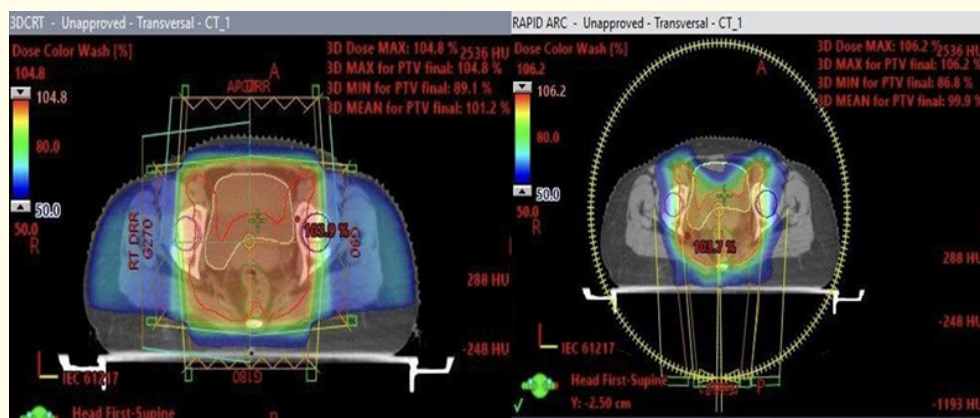 3DCRT - Unapproved - Transversal - CT_1
Dose Color Wash [%]
104.8
104.8
80.0
50.0
50.0
3D Dose MAX: 104.8 %
3D MAX for PTV final: 104.8 %
3D MIN for PTV final: 89.1 %
3D MEAN for PTV final: 101.2 %
2536 HU
A
R
RT_DRR
G270
103.9 %
G90
288 HU
-248 HU
IEC 61217
G180
Head First-Supine
RAPID ARC - Unapproved - Transversal - CT_1
Dose Color Wash [%]
106.2
106.2
80.0
50.0
50.0
3D Dose MAX: 106.2 %
3D MAX for PTV final: 106.2 %
3D MIN for PTV final: 86.8 %
3D MEAN for PTV final: 99.9 %
2536 HU
A
R
103.7 %
288 HU
-248 HU
IEC 61217
P
Head First-Supine
Y: -2.50 cm
-1193 HU